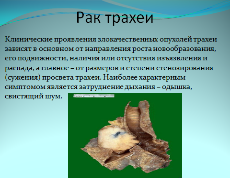 Рак трахеи
Клинические проявления злокачественных опухолей трахеи
зависят в основном от направления роста новообразования,
его подвижности, наличия или отсутствия изъязвления и
распада, а главное – от размеров и степени стенозирования
(сужения) просвета трахеи. Наиболее характерным
симптомом является затруднение дыхания – одышка,
свистящий шум.